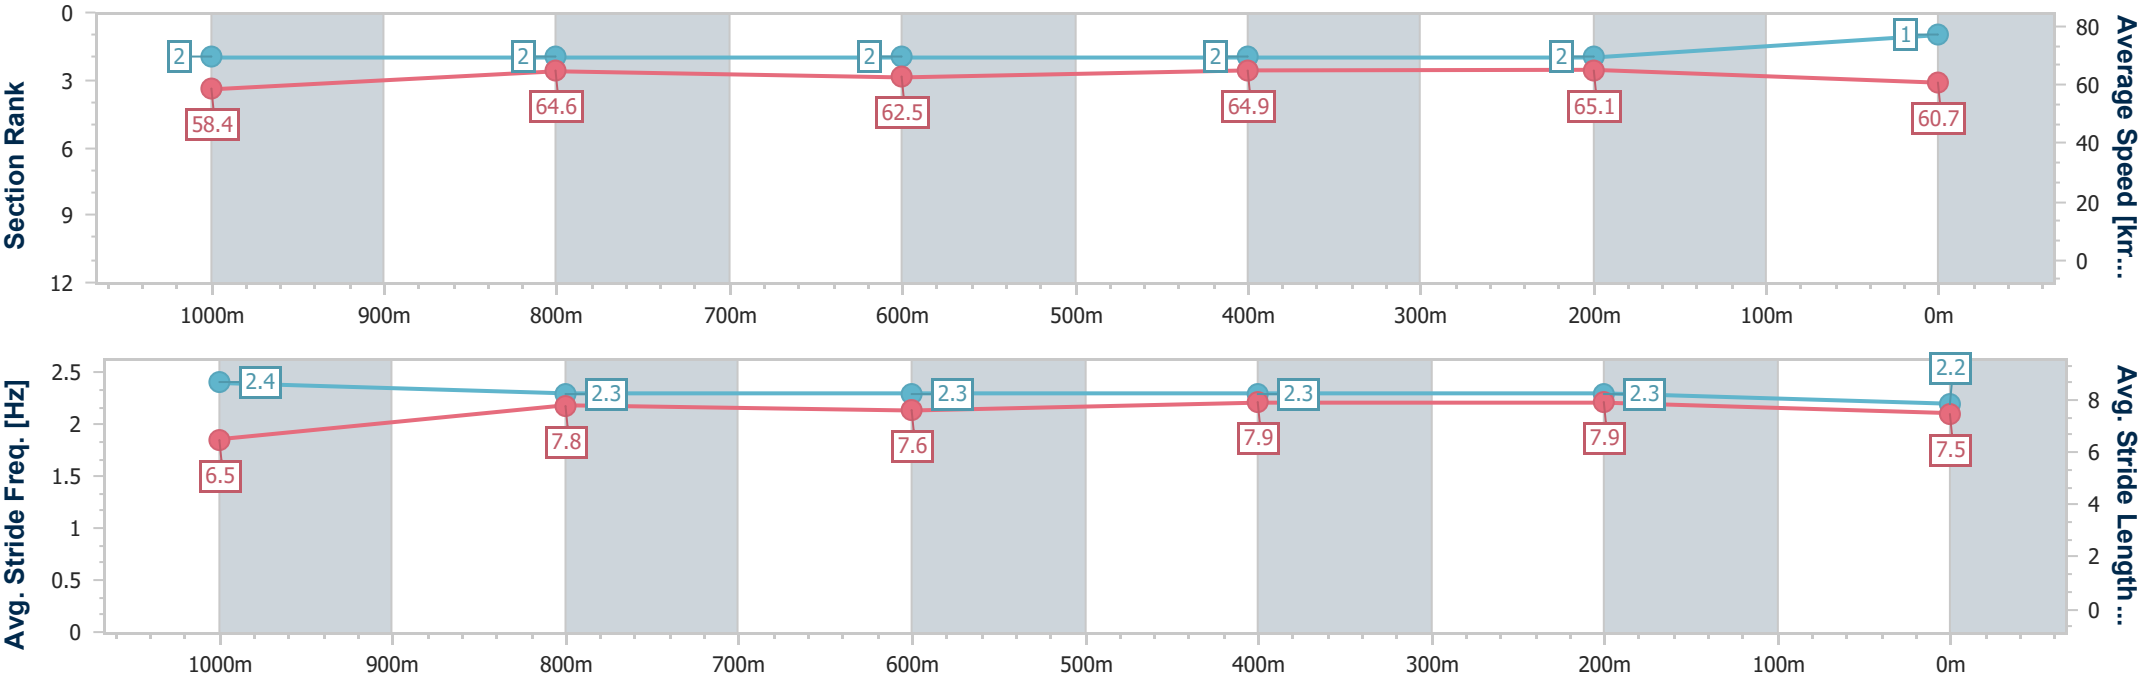 Section Rank
0
3
6
9
12
2
2
2
2
2
1
58.4
64.6
62.5
64.9
65.1
60.7
80
60
40
20
0
Average Speed [km...
1000m
900m
800m
700m
600m
500m
400m
300m
200m
100m
0m
Avg. Stride Freq. [Hz]
2.5
2
1.5
1
0.5
0
2.4
2.3
2.3
2.3
2.3
2.2
6.5
7.8
7.6
7.9
7.9
7.5
8
6
4
2
0
Avg. Stride Length...
1000m
900m
800m
700m
600m
500m
400m
300m
200m
100m
0m